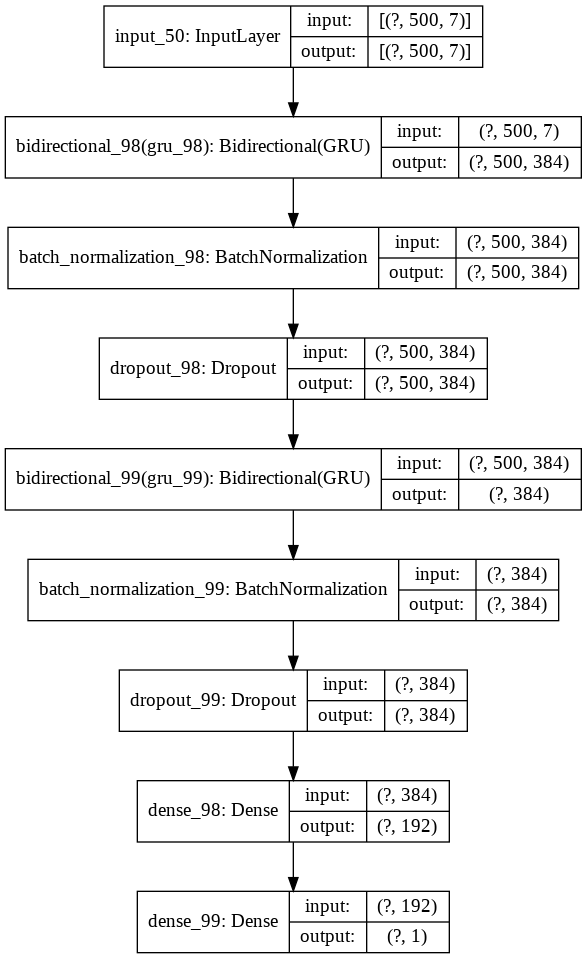 input_50: InputLayer
input: [(?, 500, 7)]
output: [(?, 500, 7)]
bidirectional_98(gru_98): Bidirectional(GRU)
input: (?, 500, 7)
output: (?, 500, 384)
batch_normalization_98: BatchNormalization
input: (?, 500, 384)
output: (?, 500, 384)
dropout_98: Dropout
input: (?, 500, 384)
output: (?, 500, 384)
bidirectional_99(gru_99): Bidirectional(GRU)
input: (?, 500, 384)
output: (?, 384)
batch_normalization_99: BatchNormalization
input: (?, 384)
output: (?, 384)
dropout_99: Dropout
input: (?, 384)
output: (?, 384)
dense_98: Dense
input: (?, 384)
output: (?, 192)
dense_99: Dense
input: (?, 192)
output: (?, 1)